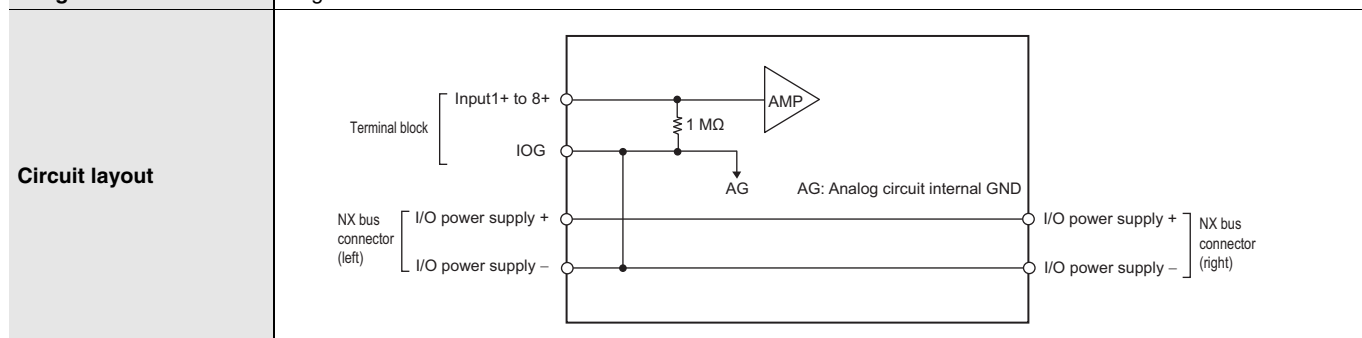 Circuit layout
Input1+ to 8+
AMP
Terminal block
1 MΩ
IOG
AG
AG: Analog circuit internal GND
NX bus
connector
(left)
I/O power supply +
I/O power supply −
I/O power supply +
I/O power supply −
NX bus
connector
(right)